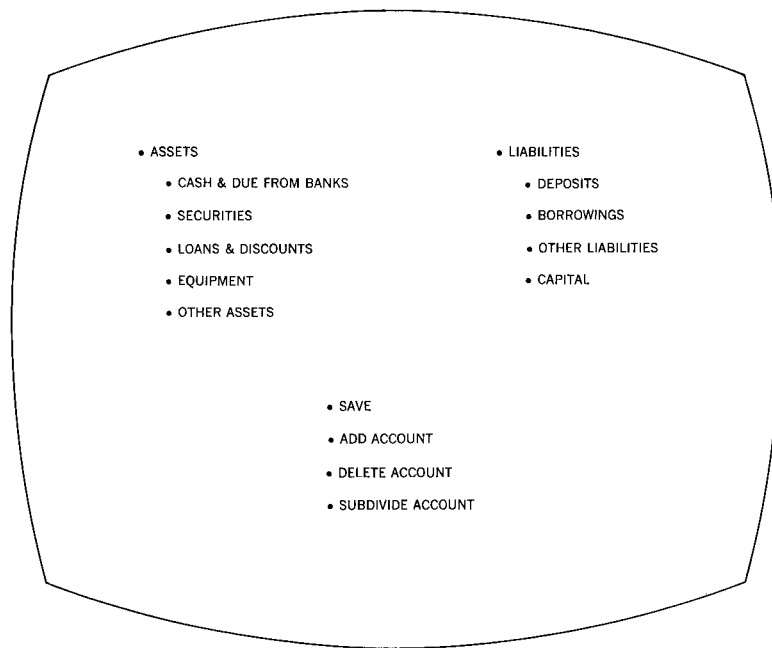 • ASSETS
• CASH & DUE FROM BANKS
• SECURITIES
• LOANS & DISCOUNTS
• EQUIPMENT
• OTHER ASSETS
• LIABILITIES
• DEPOSITS
• BORROWINGS
• OTHER LIABILITIES
• CAPITAL
• SAVE
• ADD ACCOUNT
• DELETE ACCOUNT
• SUBDIVIDE ACCOUNT